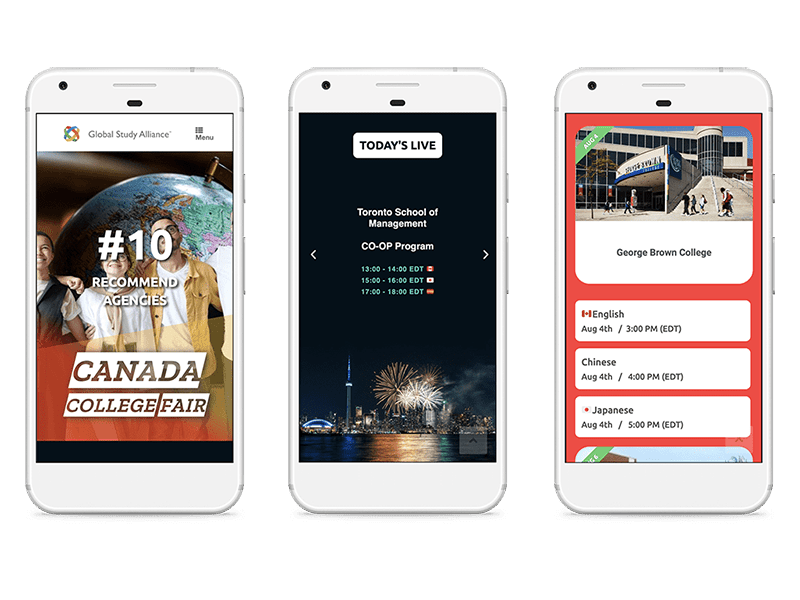 Global Study Alliance
Menu
#10
RECOMMEND
AGENCIES
CANADA
COLLEGE/FAIR
TODAY'S LIVE
Toronto School of
Management
CO-OP Program
13:00 - 14:00 EDT
15:00 - 16:00 EDT
17:00 - 18:00 EDT
AUG 4
George Brown College
English
Aug 4th / 3:00 PM (EDT)
Chinese
Aug 4th / 4:00 PM (EDT)
Japanese
Aug 4th / 5:00 PM (EDT)